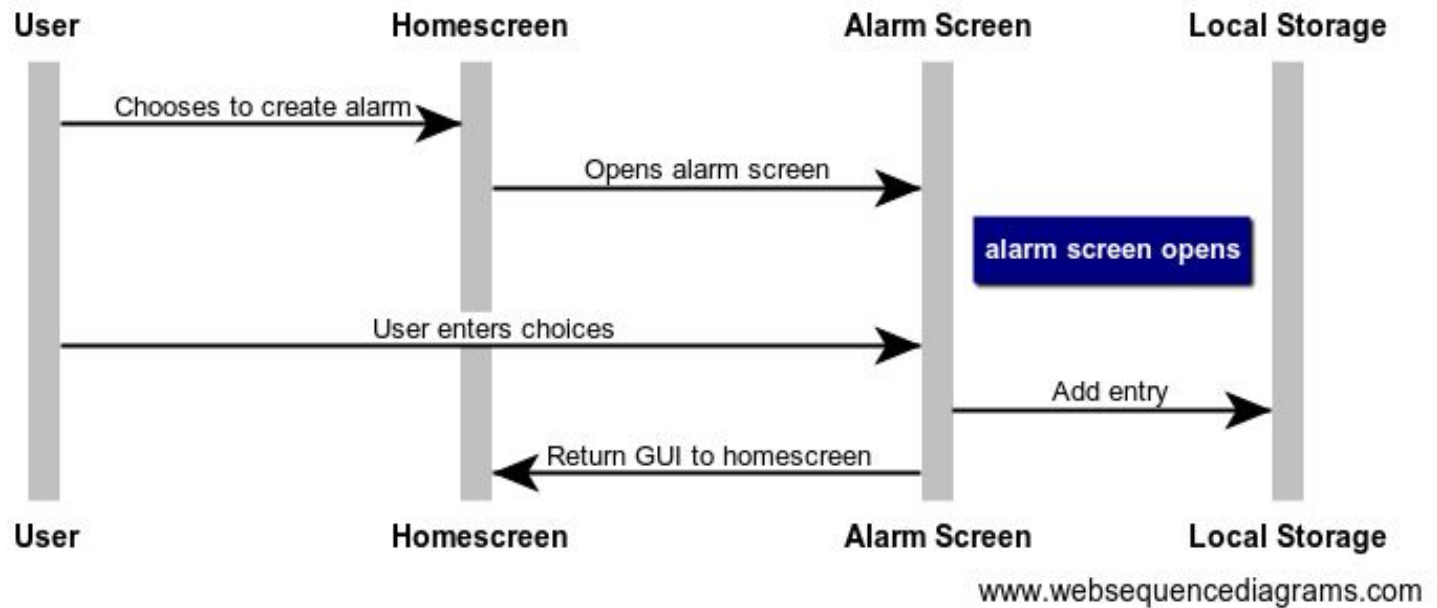 User Homescreen Alarm Screen Local Storage
Chooses to create alarm
Opens alarm screen
alarm screen opens
User enters choices
Add entry
Return GUI to homescreen
User Homescreen Alarm Screen Local Storage
www.websequencediagrams.com